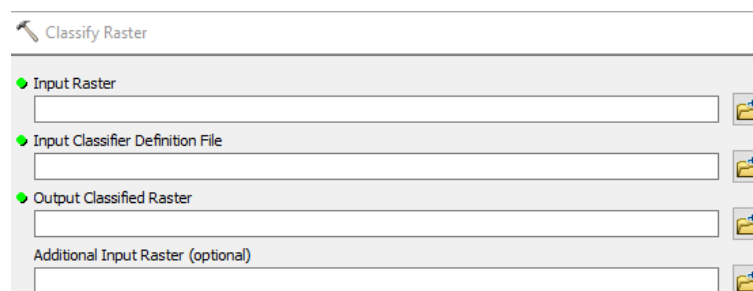 Classify Raster
Input Raster
Input Classifier Definition File
Output Classified Raster
Additional Input Raster (optional)